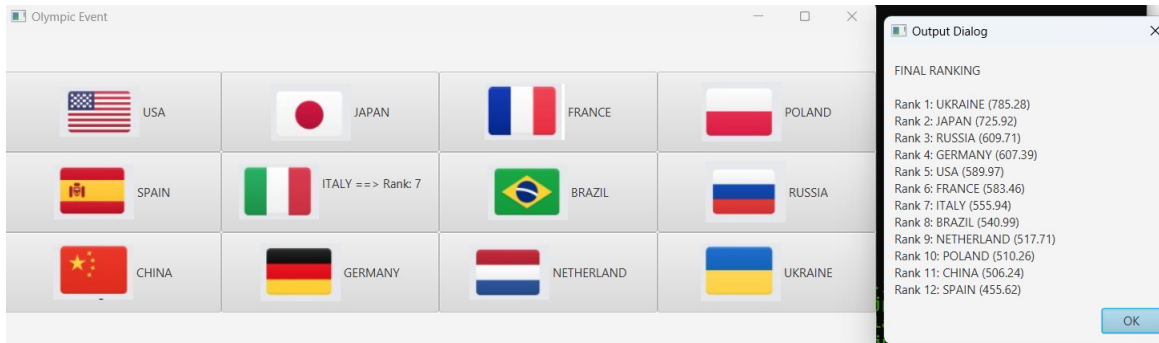 Olympic Event
USA
JAPAN
FRANCE
POLAND
SPAIN
ITALY ==> Rank: 7
BRAZIL
RUSSIA
CHINA
GERMANY
NETHERLAND
UKRAINE
Output Dialog
FINAL RANKING
Rank 1: UKRAINE (785.28)
Rank 2: JAPAN (725.92)
Rank 3: RUSSIA (609.71)
Rank 4: GERMANY (607.39)
Rank 5: USA (589.97)
Rank 6: FRANCE (583.46)
Rank 7: ITALY (555.94)
Rank 8: BRAZIL (540.99)
Rank 9: NETHERLAND (517.71)
Rank 10: POLAND (510.26)
Rank 11: CHINA (506.24)
Rank 12: SPAIN (455.62)
OK